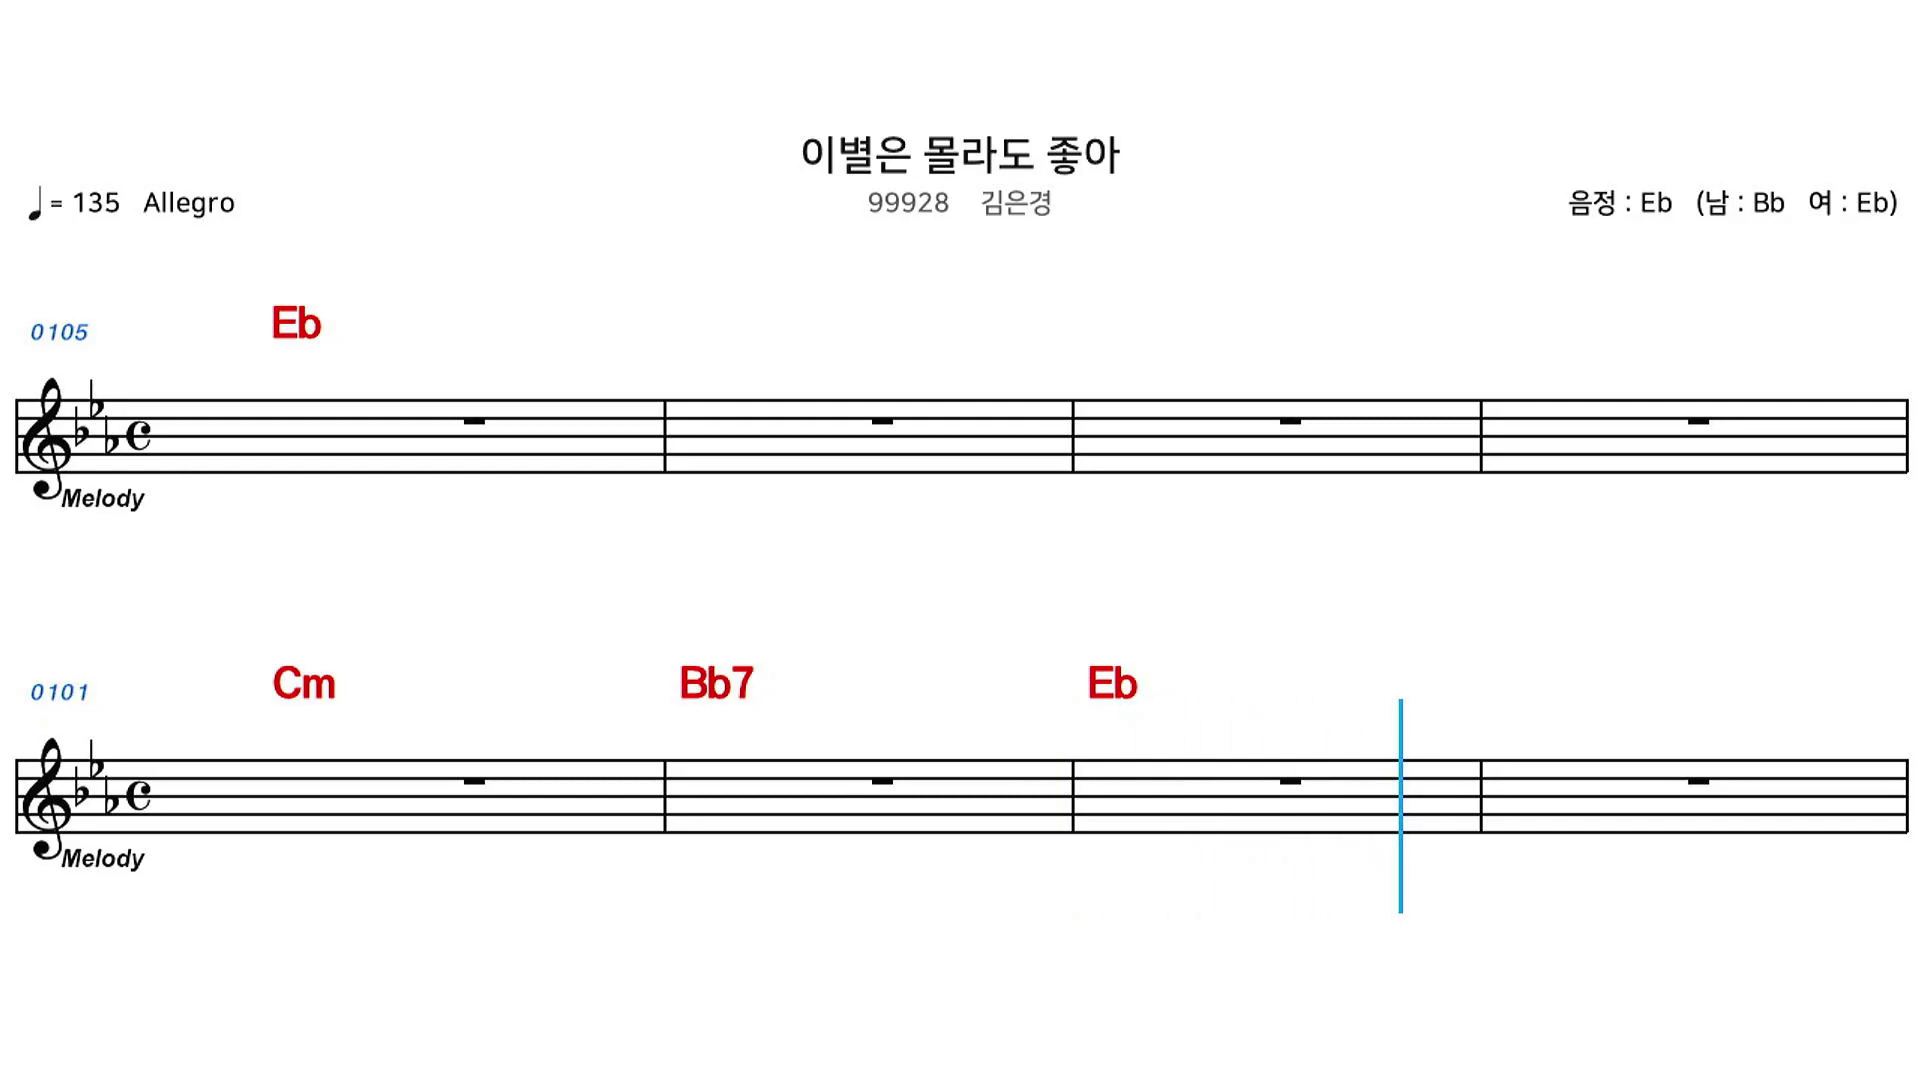 이별은 몰라도 좋아
♩= 135 Allegro 99928 김은경 음정 : Eb (남 : Bb 여 : Eb)
0105 Eb
Melody
0101 Cm Bb7 Eb
Melody